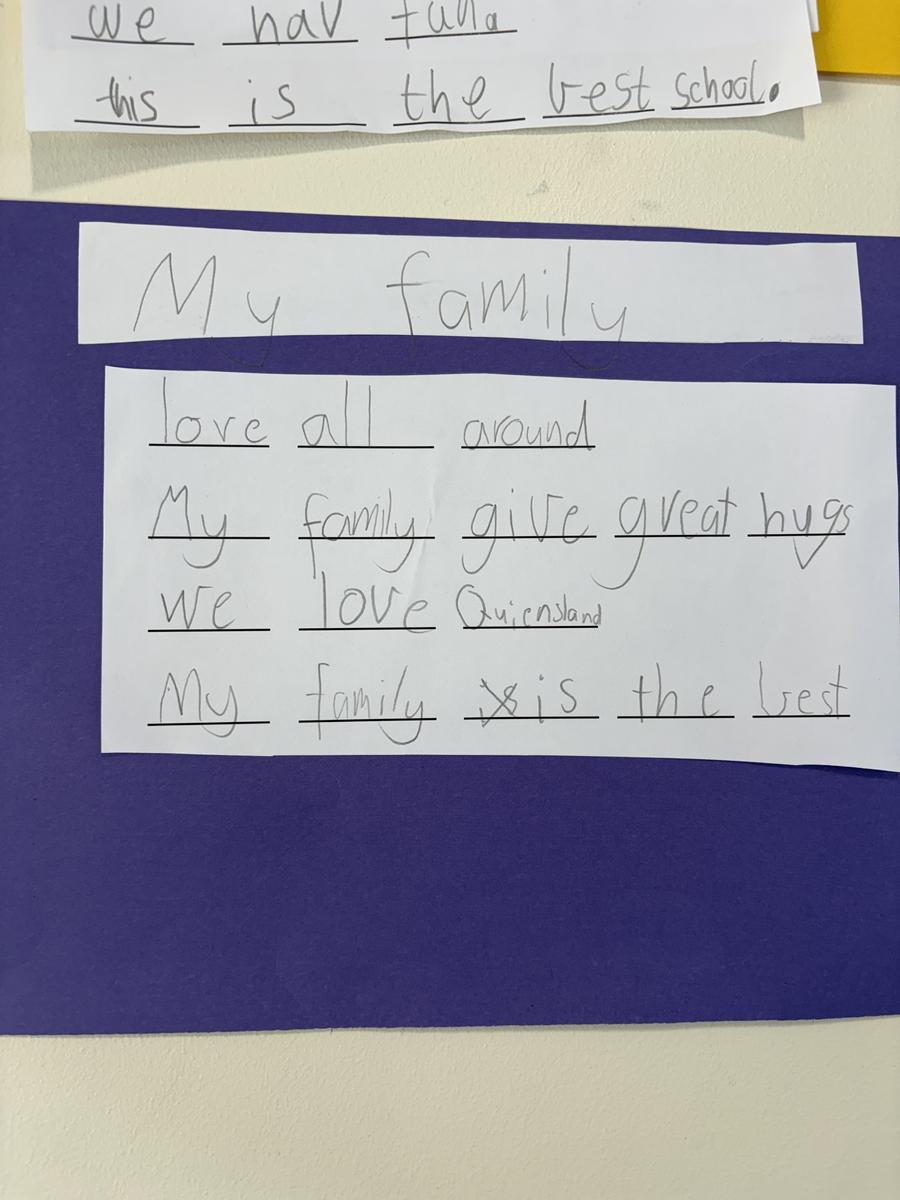 we hav
this is the best school.
My family
love all around
My family give great hugs
we love Quiensland
My family is the best